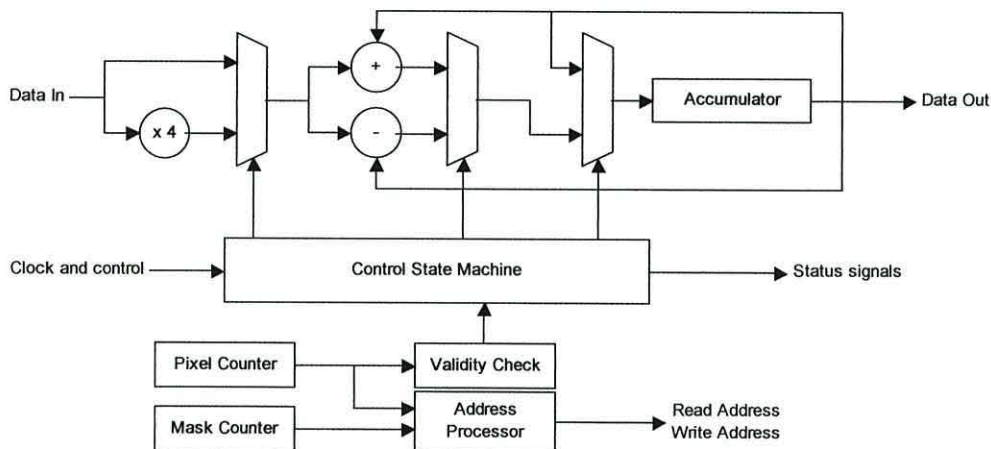 +
Data In
Accumulator
Data Out
x 4
-
Clock and control
Control State Machine
Status signals
Pixel Counter
Validity Check
Mask Counter
Address
Processor
Read Address
Write Address